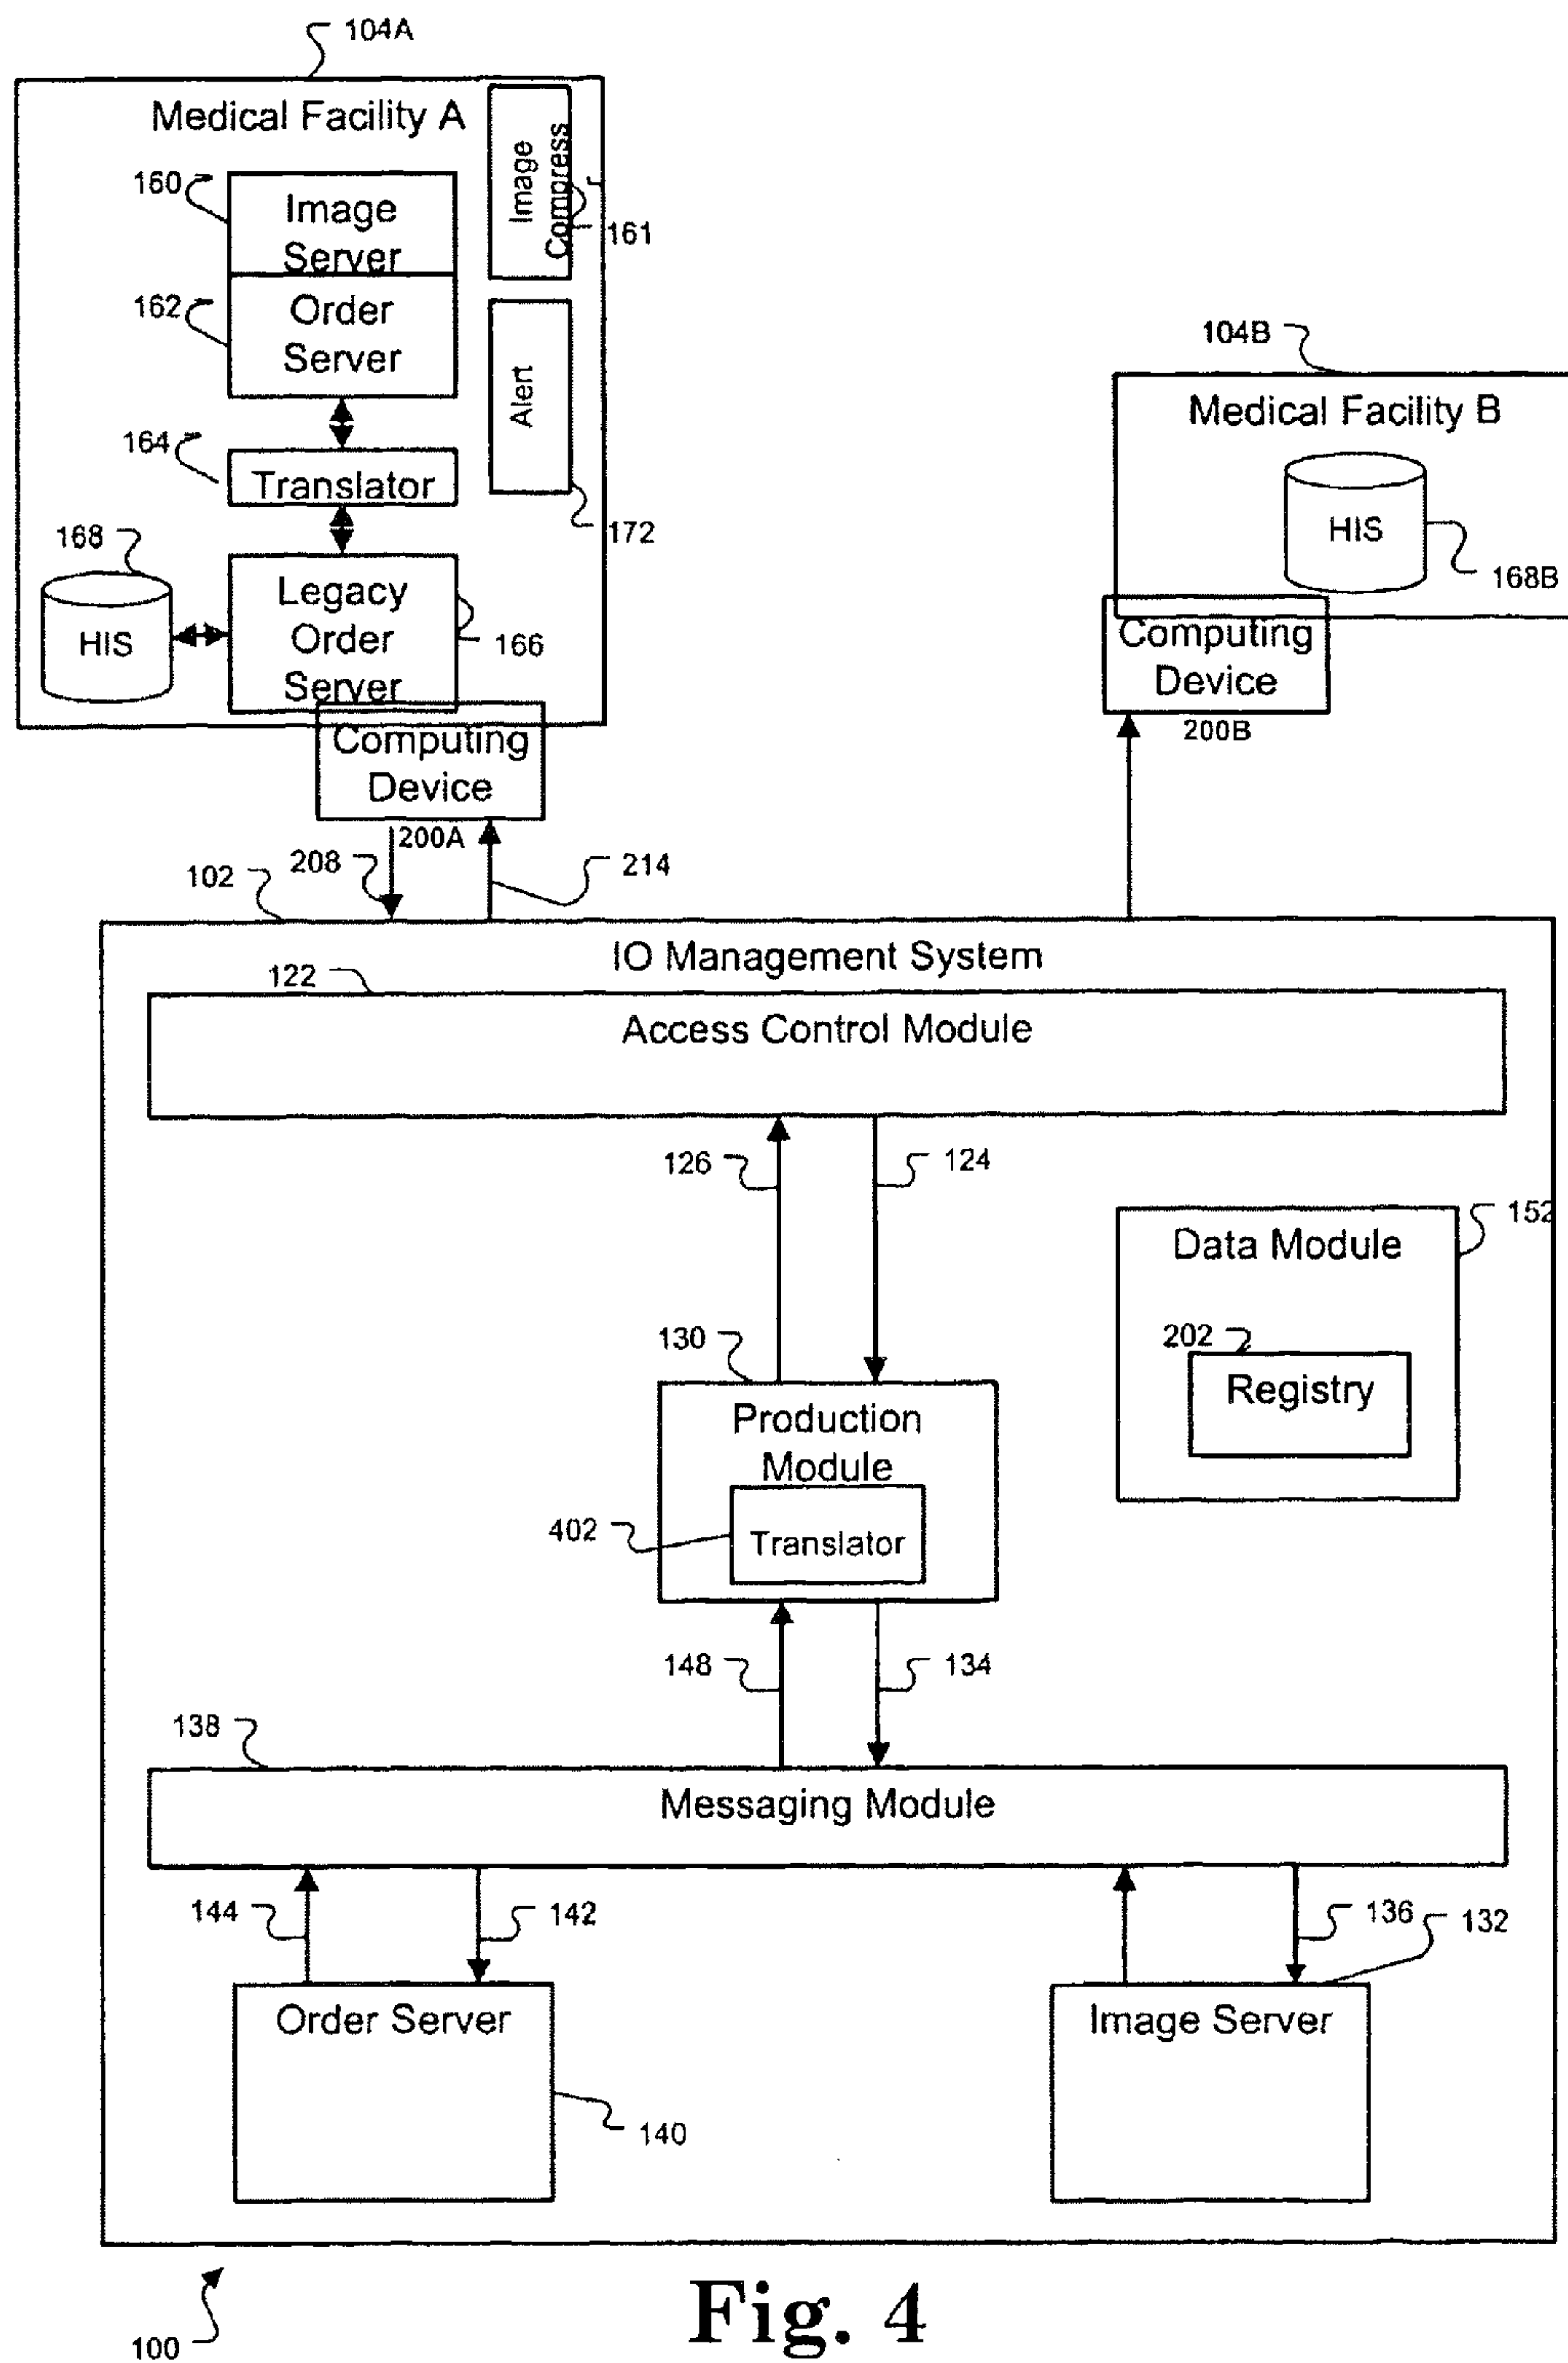 104A
Medical Facility A
Image
Compress
160
Image
Server
161
162
Order
Server
Alert
164
Translator
172
168
HIS
Legacy
Order
Server
166
Computing
Device
200A
104B
Medical Facility B
HIS
168B
Computing
Device
200B
208
214
102
IO Management System
122
Access Control Module
126
124
152
Data Module
202
Registry
130
Production
Module
402
Translator
148
134
138
Messaging Module
144
142
136
132
Order Server
Image Server
140
100
Fig. 4